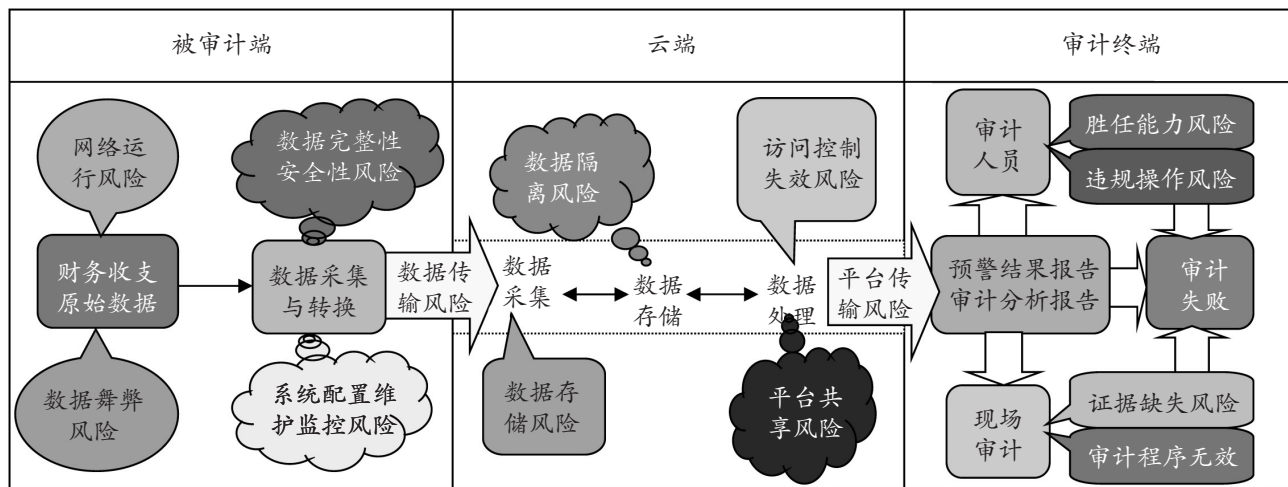 被审计端
云端
审计终端
网络运
行风险
数据完整性
安全性风险
财务收支
原始数据
数据采集
与转换
数据舞弊
风险
系统配置维
护监控风险
数据传
输风险
数据隔
离风险
访问控制
失效风险
数据
采集
数据
存储
数据
处理
数据存
储风险
平台共
享风险
平台传
输风险
审计
人员
胜任能力风险
违规操作风险
预警结果报告
审计分析报告
审计
失败
现场
审计
证据缺失风险
审计程序无效